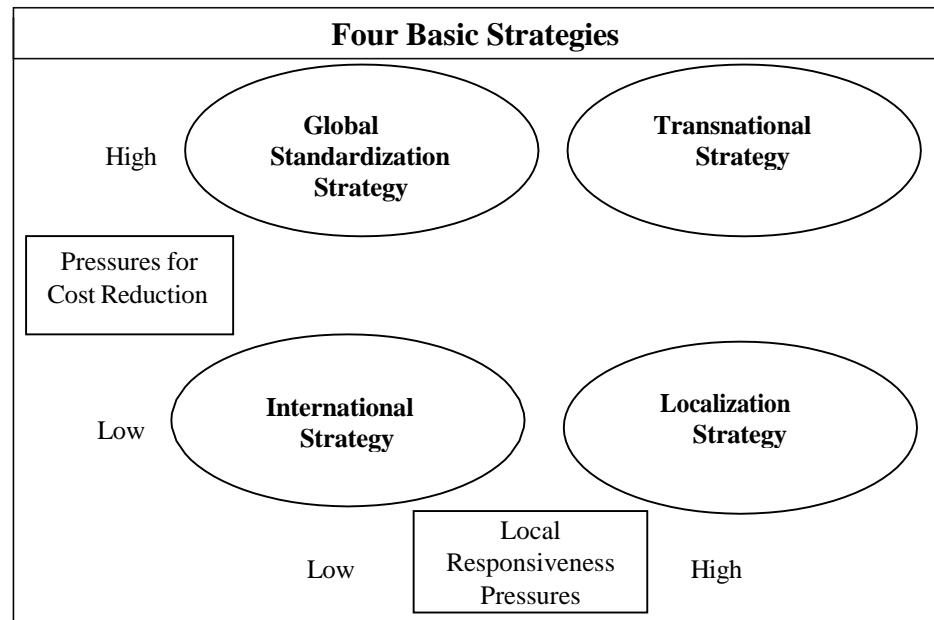 Four Basic Strategies
Global
Standardization
Strategy
Transnational
Strategy
High
Pressures for
Cost Reduction
International
Strategy
Localization
Strategy
Low
Local
Responsiveness
Pressures
Low
High